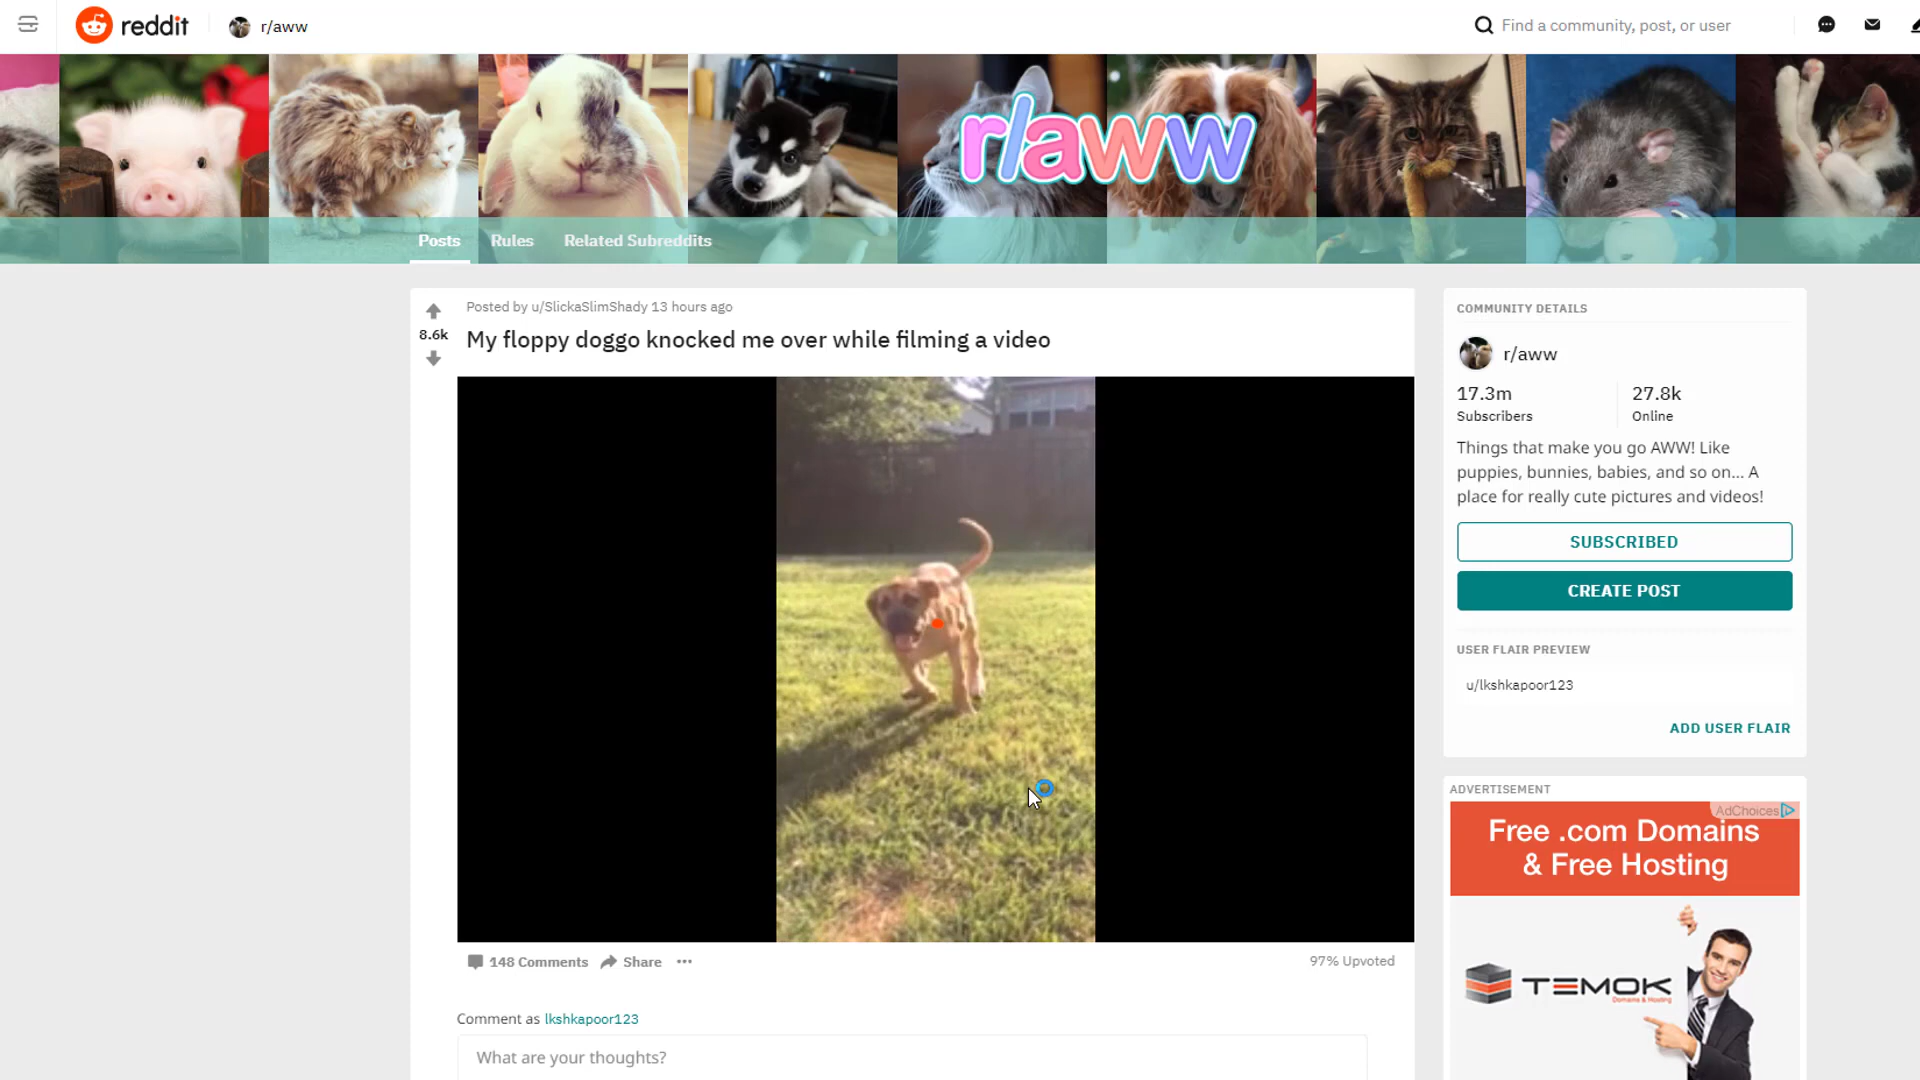 reddit
r/aww
Find a community, post, or user
r/aww
Posts
Rules
Related Subreddits
Posted by u/SlickaSlimShady 13 hours ago
8.6k
My floppy doggo knocked me over while filming a video
148 Comments
Share
97% Upvoted
Comment as lkshkapoor123
What are your thoughts?
COMMUNITY DETAILS
r/aww
17.3m
Subscribers
27.8k
Online
Things that make you go AWW! Like
puppies, bunnies, babies, and so on... A
place for really cute pictures and videos!
SUBSCRIBED
CREATE POST
USER FLAIR PREVIEW
u/lkshkapoor123
ADD USER FLAIR
ADVERTISEMENT
AdChoices
Free .com Domains
& Free Hosting
TEMOK
Domains & Hosting